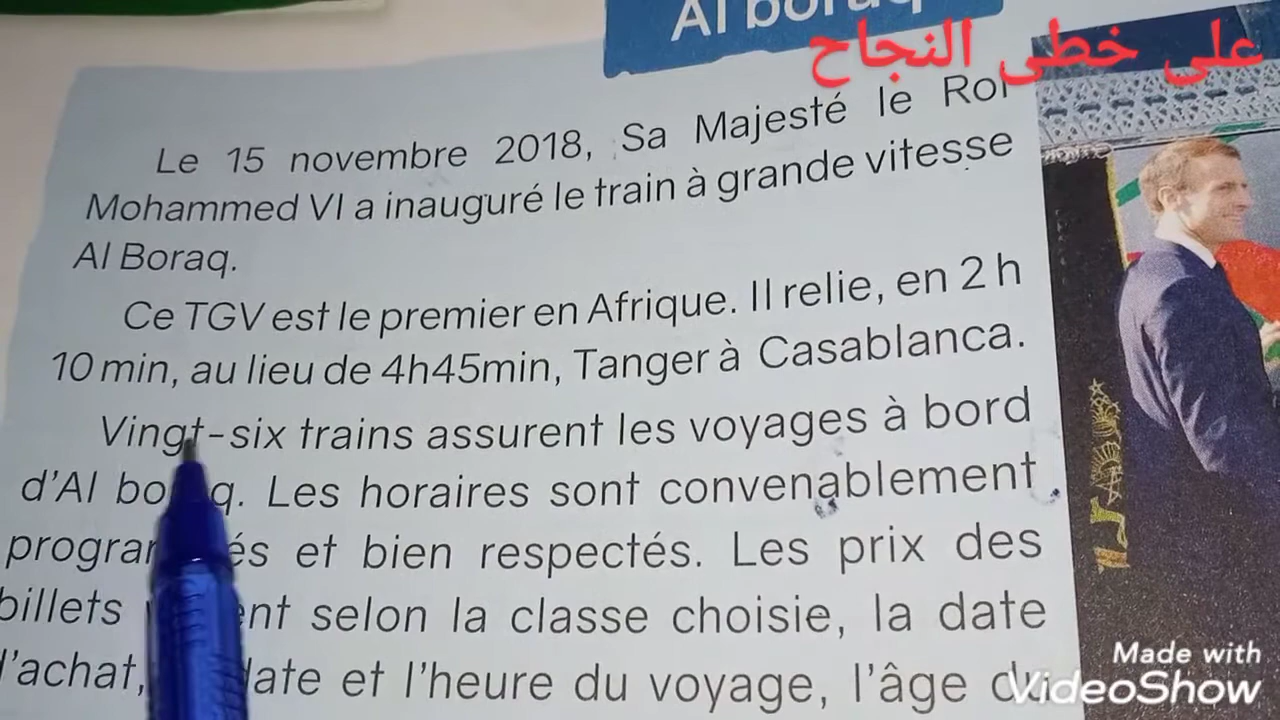 Al boraq
على خطى النجاح
Le 15 novembre 2018, Sa Majesté le Roi
Mohammed VI a inauguré le train à grande vitesse
Al Boraq.
Ce TGV est le premier en Afrique. Il relie, en 2 h
10 min, au lieu de 4h45min, Tanger à Casablanca.
Vingt-six trains assurent les voyages à bord
d'Al boraq. Les horaires sont convenablement
programmés et bien respectés. Les prix des
billets selon la classe choisie, la date
d'achat, date et l'heure du voyage, l'âge du
Made with
VideoShow